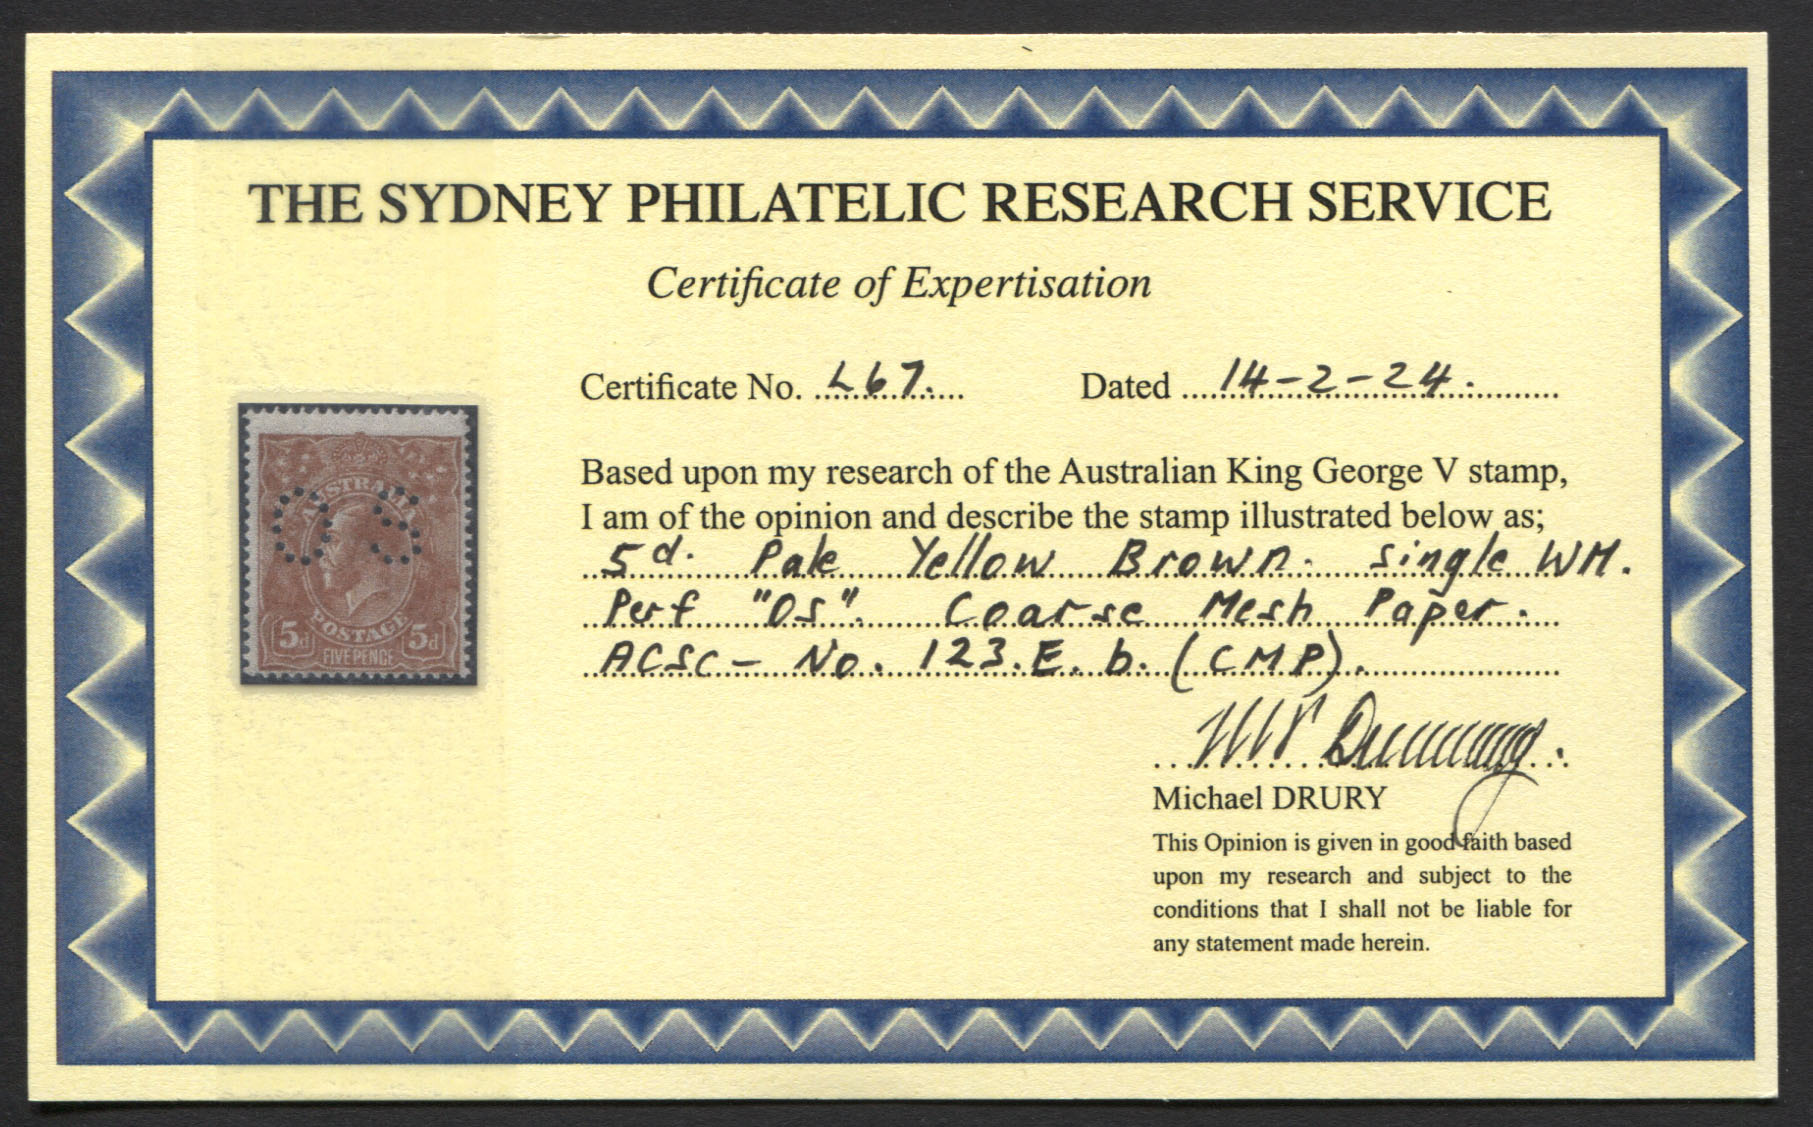 THE SYDNEY PHILATELIC RESEARCH SERVICE
Certificate of Expertisation
Certificate No. L67.
Dated 14-2-24.
Based upon my research of the Australian King George V stamp,
I am of the opinion and describe the stamp illustrated below as;
5d. Pale Yellow Brown. Single WM.
Perf "OS". Coarse Mesh Paper.
ACSC - No. 123.E.b. (CMP).
Michael DRURY
This Opinion is given in good faith based
upon my research and subject to the
conditions that I shall not be liable for
any statement made herein.
AUSTRALIA
OS
POSTAGE
5d 5d
FIVE PENCE